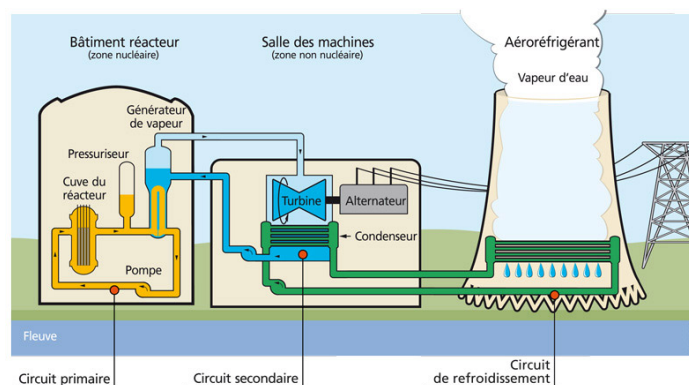 Bâtiment réacteur
(zone nucléaire)
Salle des machines
(zone non nucléaire)
Aéroréfrigérant
Vapeur d'eau
Générateur
de vapeur
Pressuriseur
Cuve du
réacteur
Turbine
Alternateur
Condenseur
Pompe
Fleuve
Circuit primaire
Circuit secondaire
Circuit
de refroidissement